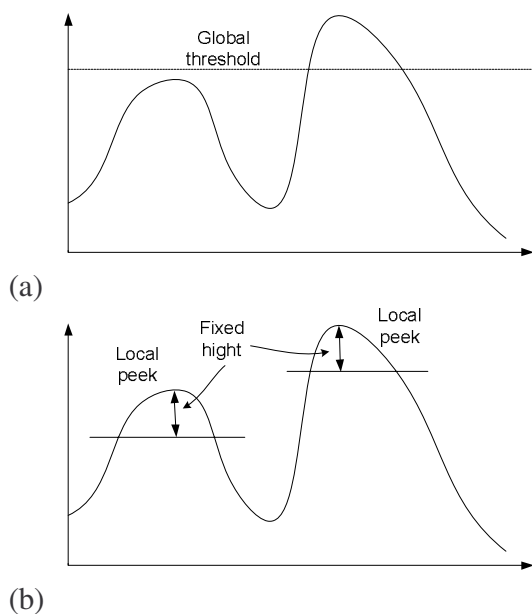 Global
threshold
(a)
Fixed
hight
Local
peek
Local
peek
(b)